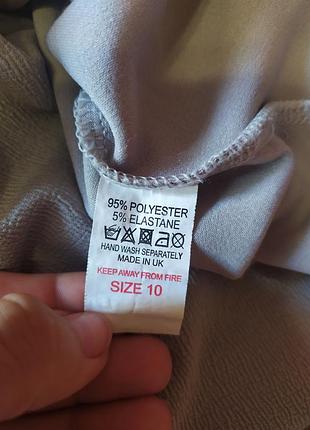 95% POLYESTER
5% ELASTANE
HAND WASH SEPARATELY
MADE IN UK
KEEP AWAY FROM FIRE
SIZE 10